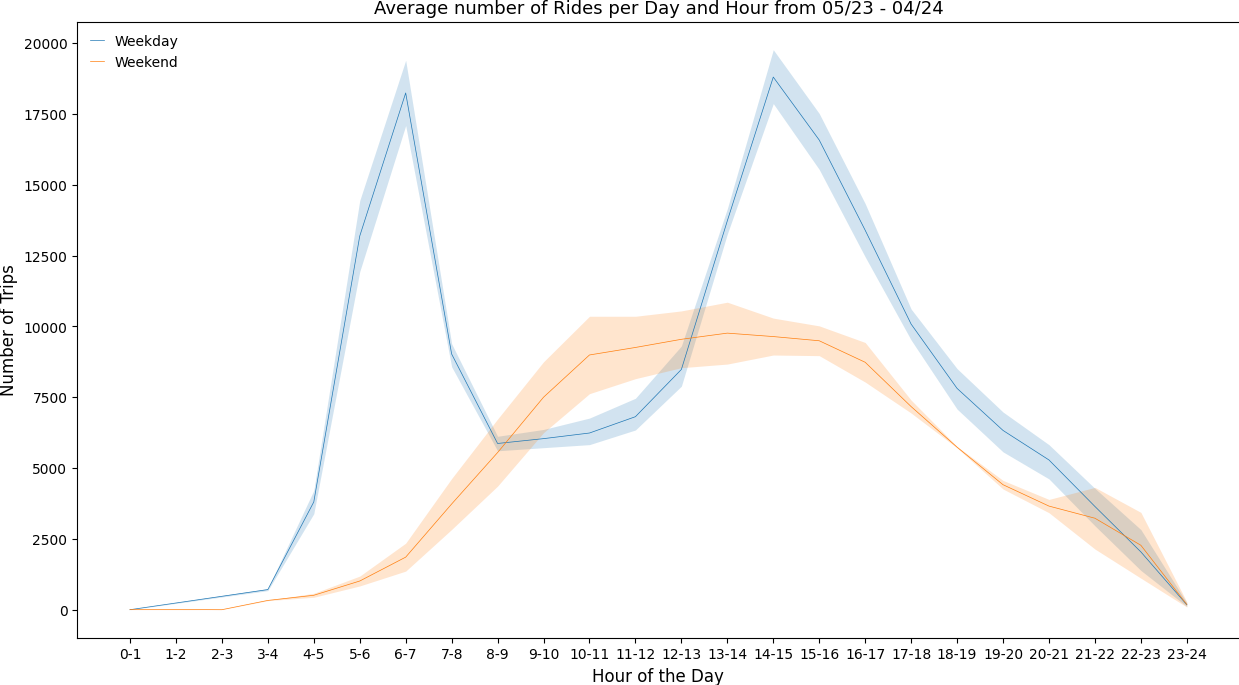 Average number of Rides per Day and Hour from 05/23 - 04/24
Weekday
Weekend
20000
17500
15000
12500
10000
7500
5000
2500
0
Number of Trips
0-1 1-2 2-3 3-4 4-5 5-6 6-7 7-8 8-9 9-10 10-11 11-12 12-13 13-14 14-15 15-16 16-17 17-18 18-19 19-20 20-21 21-22 22-23 23-24
Hour of the Day